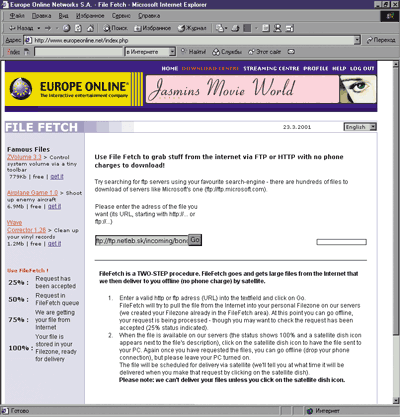 Europe Online Networks S.A. - File Fetch - Microsoft Internet Explorer
Файл Правка Вид Избранное Сервис Справка
Назад Поиск Избранное Журнал
Адрес http://www.europeonline.net/index.php Переход
в Интернете Найти! Службы Этот сайт
HOME DOWNLOAD CENTRE STREAMING CENTRE PROFILE HELP LOG OUT
EUROPE ONLINE
The interactive entertainment company
Jasmins Movie World
FILE FETCH
23.3.2001
English
Famous Files
ZVolume 3.3 > Control
system volume via a tiny
toolbar
779Kb | free | get it
Airplane Game 1.0 > Shoot
up enemy aircraft
6.9Mb | free | get it
Wave
Corrector 1.26 > Clean up
your vinyl records
1.2Mb | free | get it
Use FileFetch !
25% : Request has
been accepted
50% : Request in
FileFetch queue
75% : We are getting
your file from
Internet
100% : Your file is
stored in your
Filezone, ready
for delivery
Use File Fetch to grab stuff from the internet via FTP or HTTP with no phone
charges to download!
Try searching for ftp servers using your favourite search-engine - there are hundreds of files to
download of servers like Microsoft's one (ftp://ftp.microsoft.com).
Please enter the adress of the file you
want (its URL, starting with http://... or
ftp://...)
ftp://ftp.netlab.sk/incoming/bom Go
FileFetch is a TWO-STEP procedure. FileFetch goes and gets large files from the Internet that
we then deliver to you offline (no phone charge) by satellite.
1. Enter a valid http or ftp adress (URL) into the textfield and click on Go.
FileFetch will try to pull the file from the Internet into your personal Filezone on our servers
(we created your Filezone already in the FileFetch area). At this point you can go offline,
your request is being processed - though you may want to check the request has been
accepted (25% status indicated).
2. When the file is available on our servers (the status shows 100% and a satellite dish icon
appears next to the file's description), click on the satellite dish icon to have the file sent to
your PC. Again once you have requested the files, you can go offline (drop your phone
connection), but please leave your PC turned on.
The file will be scheduled for delivery via satellite (we'll tell you at what time it will be
delivered when you make that request by clicking on the satellite dish).
Please note: we can't deliver your files unless you click on the satellite dish icon.
Готово
Интернет